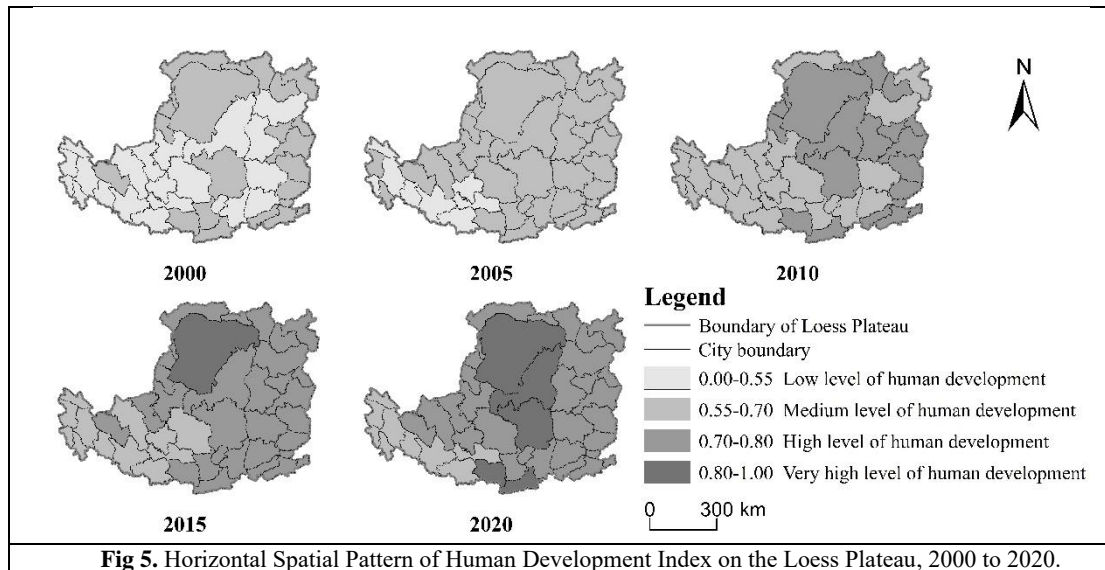 N
2000
2005
2010
Legend
Boundary of Loess Plateau
City boundary
0.00-0.55 Low level of human development
0.55-0.70 Medium level of human development
0.70-0.80 High level of human development
0.80-1.00 Very high level of human development
0 300 km
2015
2020
Fig 5. Horizontal Spatial Pattern of Human Development Index on the Loess Plateau, 2000 to 2020.